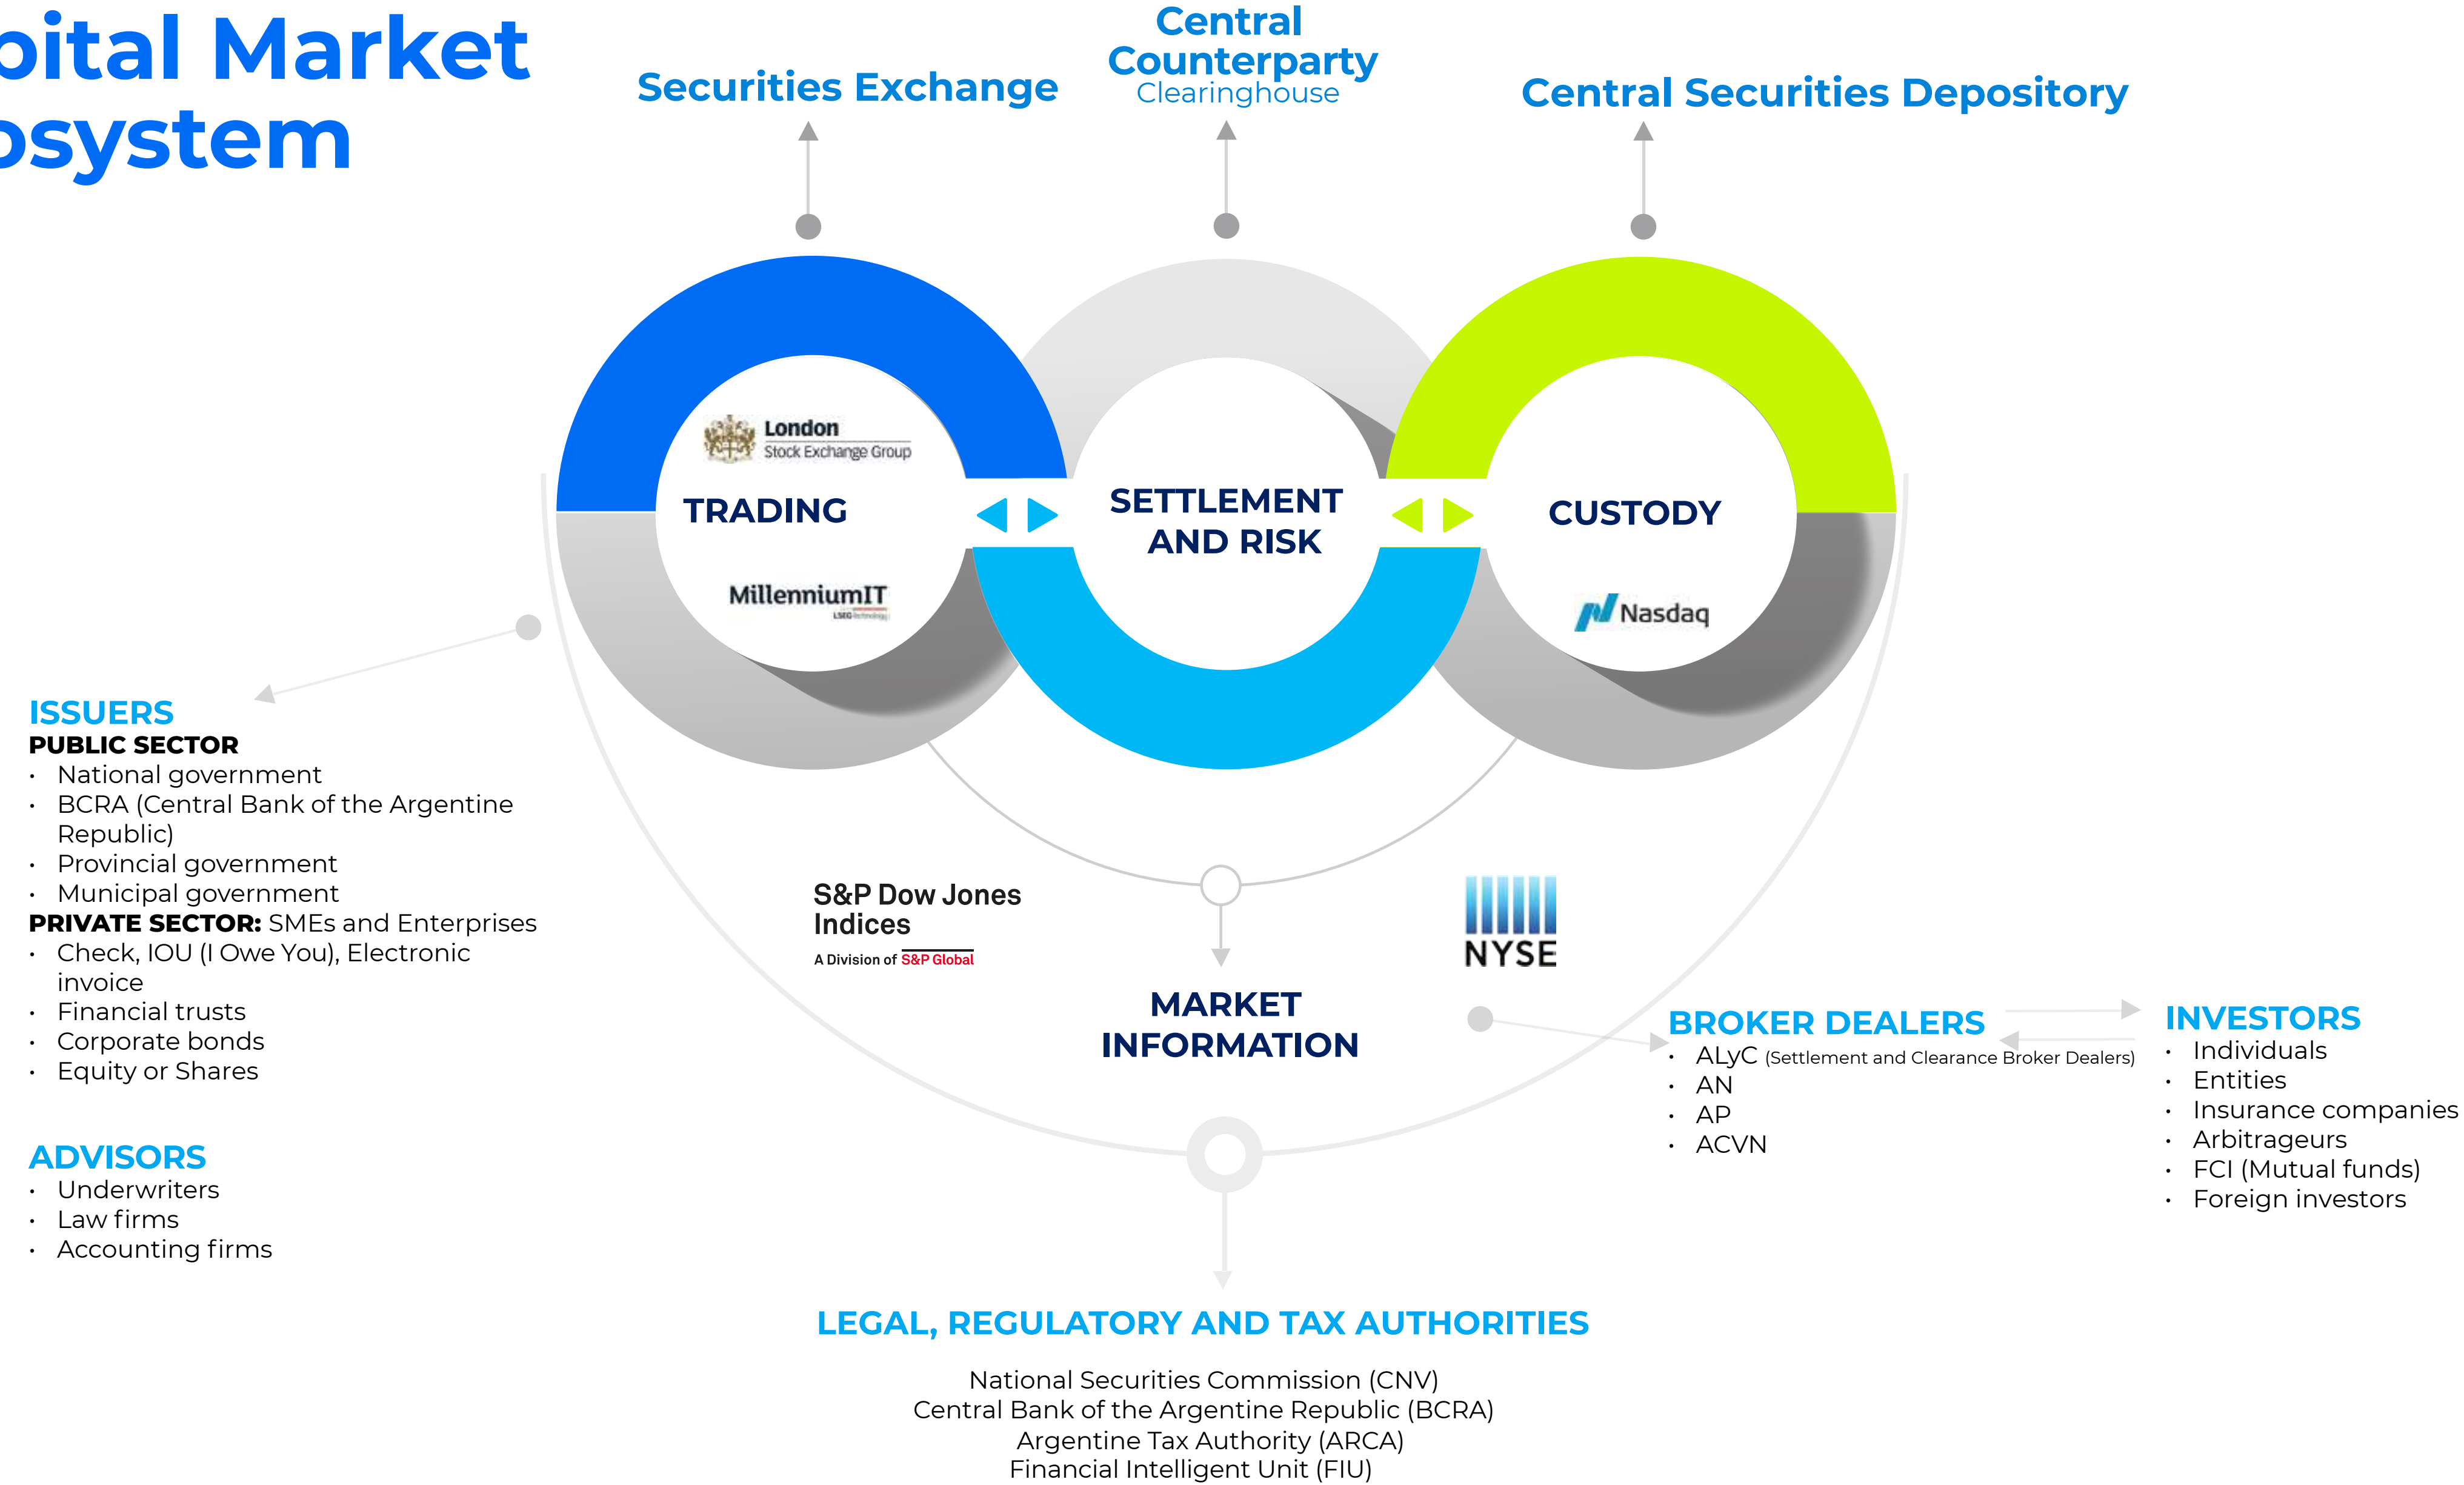 pital Market
osystem
Securities Exchange
Central
Counterparty
Clearinghouse
Central Securities Depository
London
Stock Exchange Group
TRADING
MillenniumIT
LSEG Technology
SETTLEMENT
AND RISK
CUSTODY
Nasdaq
ISSUERS
PUBLIC SECTOR
• National government
• BCRA (Central Bank of the Argentine
Republic)
• Provincial government
• Municipal government
PRIVATE SECTOR: SMEs and Enterprises
• Check, IOU (I Owe You), Electronic
invoice
• Financial trusts
• Corporate bonds
• Equity or Shares
ADVISORS
• Underwriters
• Law firms
• Accounting firms
S&P Dow Jones
Indices
A Division of S&P Global
NYSE
MARKET
INFORMATION
BROKER DEALERS
• ALyC (Settlement and Clearance Broker Dealers)
• AN
• AP
• ACVN
INVESTORS
• Individuals
• Entities
• Insurance companies
• Arbitrageurs
• FCI (Mutual funds)
• Foreign investors
LEGAL, REGULATORY AND TAX AUTHORITIES
National Securities Commission (CNV)
Central Bank of the Argentine Republic (BCRA)
Argentine Tax Authority (ARCA)
Financial Intelligent Unit (FIU)